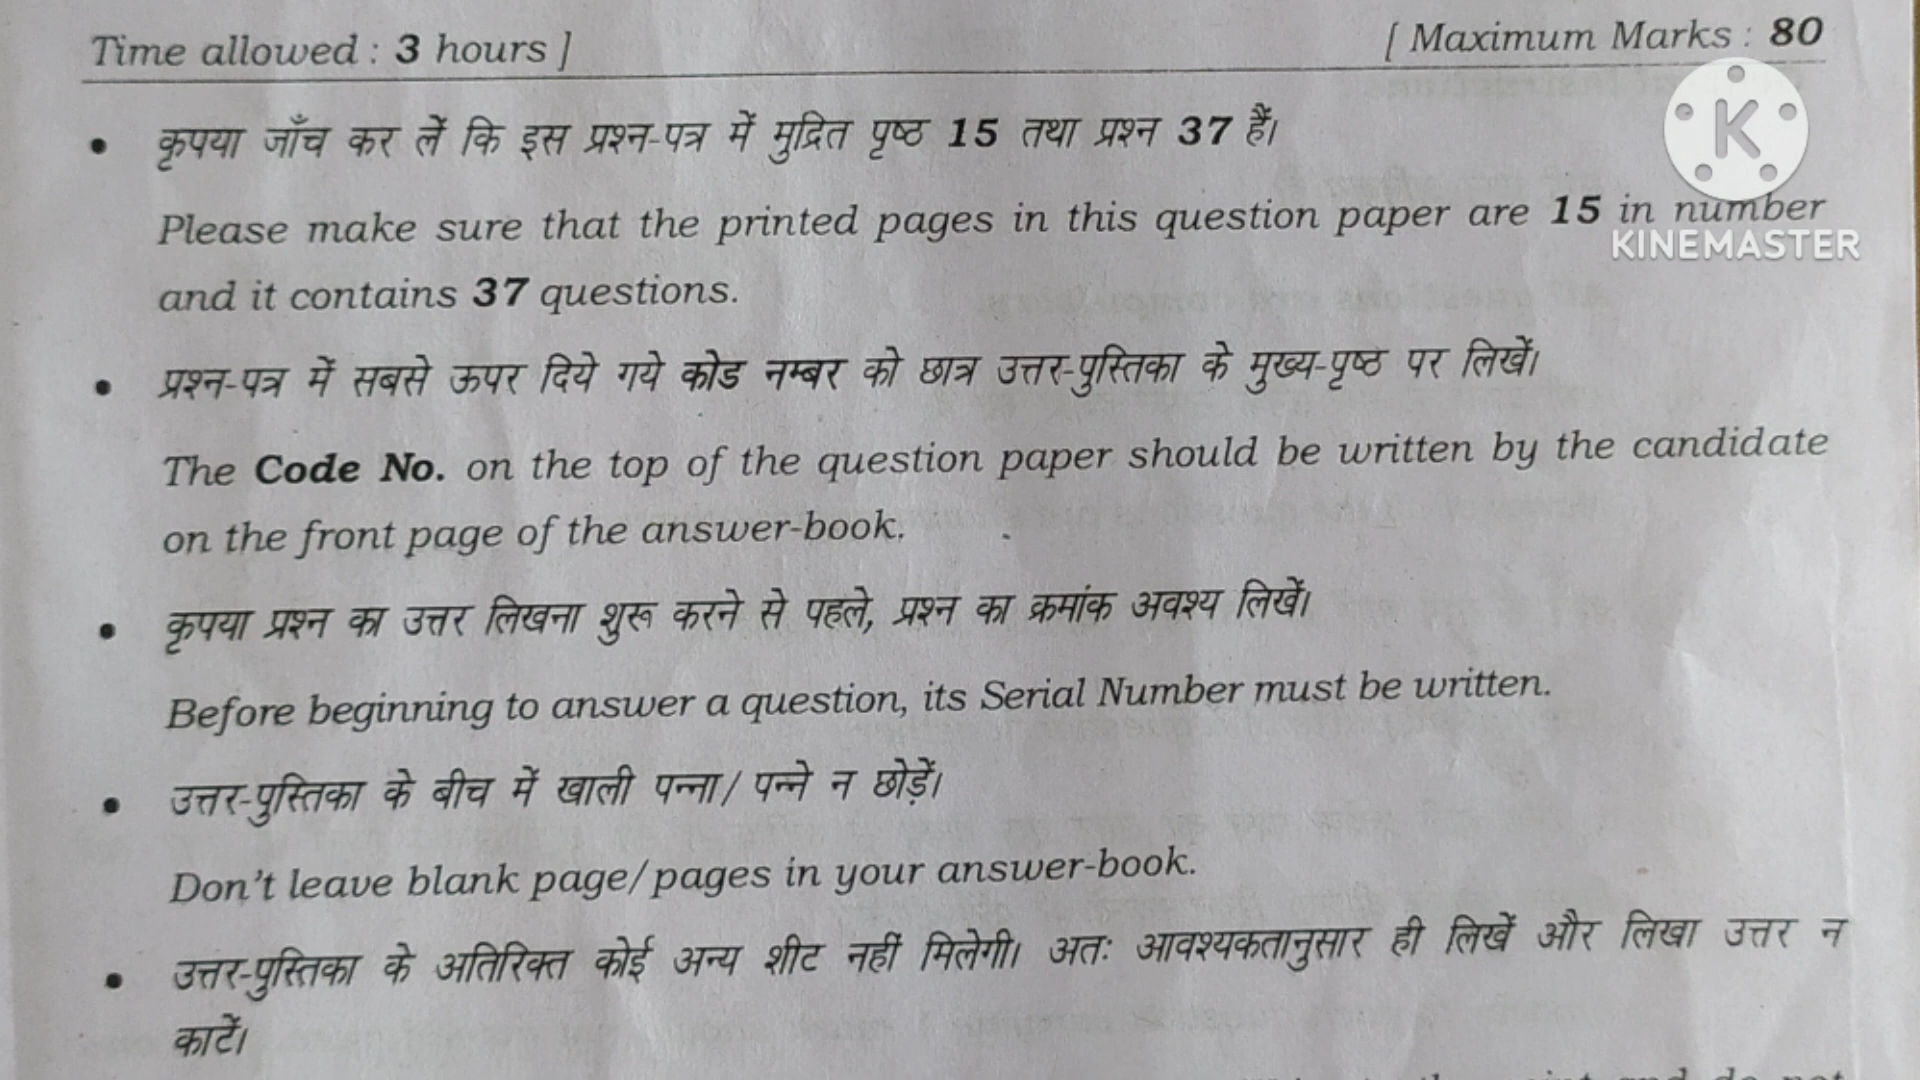 Time allowed : 3 hours ] [ Maximum Marks : 80
• कृपया जाँच कर लें कि इस प्रश्न-पत्र में मुद्रित पृष्ठ 15 तथा प्रश्न 37 हैं।
Please make sure that the printed pages in this question paper are 15 in number
and it contains 37 questions.
K
KINEMASTER
• प्रश्न-पत्र में सबसे ऊपर दिये गये कोड नम्बर को छात्र उत्तर-पुस्तिका के मुख्य-पृष्ठ पर लिखें।
The Code No. on the top of the question paper should be written by the candidate
on the front page of the answer-book.
• कृपया प्रश्न का उत्तर लिखना शुरू करने से पहले, प्रश्न का क्रमांक अवश्य लिखें।
Before beginning to answer a question, its Serial Number must be written.
• उत्तर-पुस्तिका के बीच में खाली पन्ना/ पन्ने न छोड़ें।
Don't leave blank page/pages in your answer-book.
• उत्तर-पुस्तिका के अतिरिक्त कोई अन्य शीट नहीं मिलेगी। अतः आवश्यकतानुसार ही लिखें और लिखा उत्तर न
काटें।